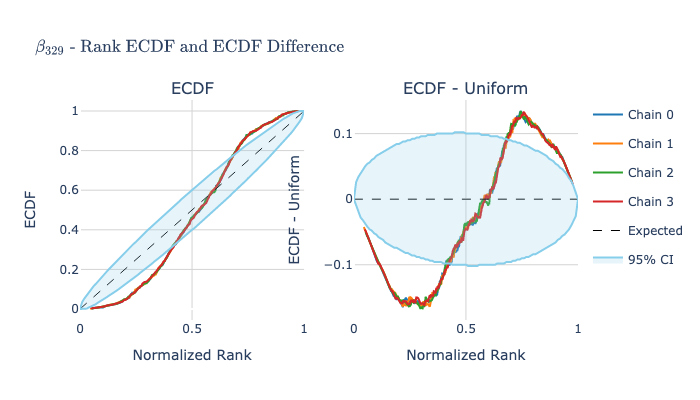 β329 - Rank ECDF and ECDF Difference
ECDF
ECDF - Uniform
ECDF
1
0.8
0.6
0.4
0.2
0
0
0.5
1
Normalized Rank
ECDF - Uniform
0.1
0
−0.1
0
0.5
1
Normalized Rank
Chain 0
Chain 1
Chain 2
Chain 3
Expected
95% CI